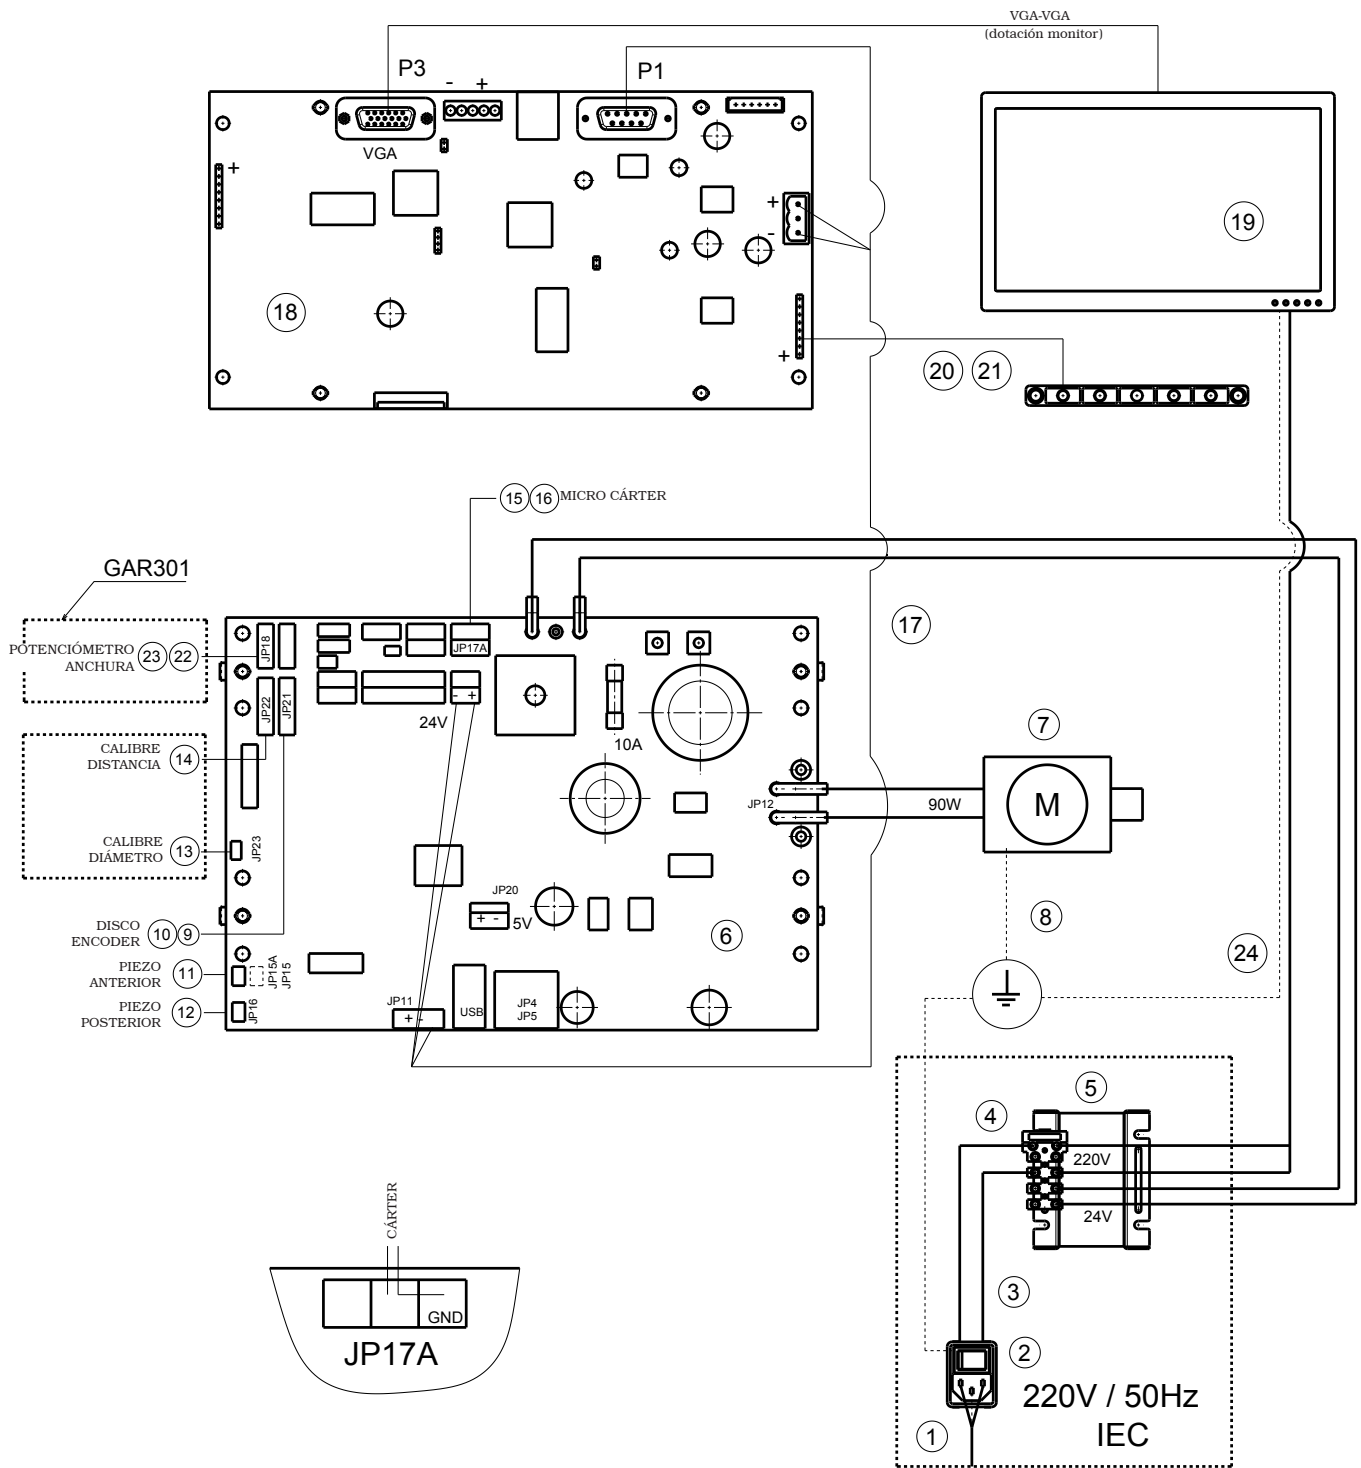 VGA-VGA
(dotación monitor)
P3
- +
P1
VGA
+
+
-
19
18
+
20 21
15 16 MICRO CÁRTER
GAR301
17
POTENCIÓMETRO
ANCHURA
23 22
JP18
JP17A
JP22
JP21
- +
24V
10A
7
CALIBRE
DISTANCIA
14
JP12
90W
M
CALIBRE
DIÁMETRO
13
JP23
JP20
+ -
5V
8
DISCO
ENCODER
10 9
6
24
PIEZO
ANTERIOR
11
JP15A
JP15
PIEZO
POSTERIOR
12
JP16
JP11
+ -
USB
JP4
JP5
5
4
220V
24V
CÁRTER
3
GND
JP17A
2
220V / 50Hz
IEC
1